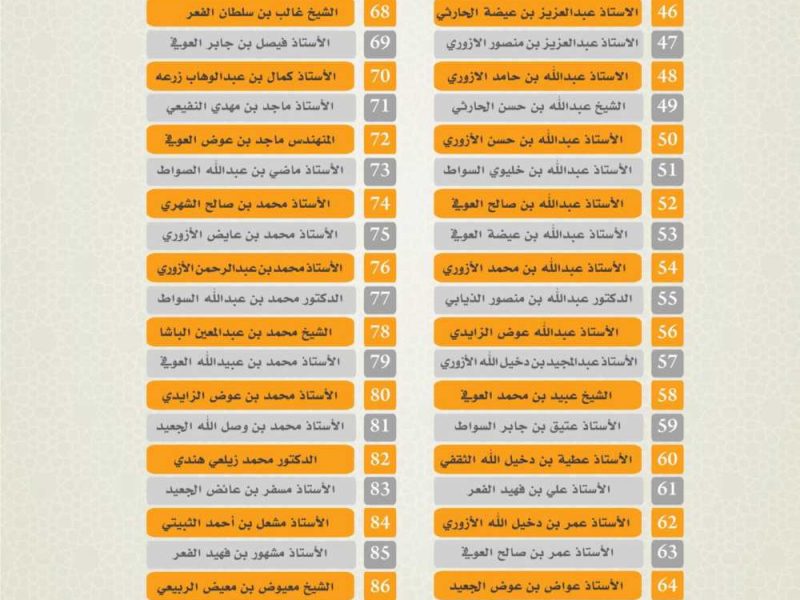 46 الاستاذ عبدالعزيز بن عيضة الحارثي
47 الاستاذ عبدالعزيز بن منصور الازوري
48 الاستاذ عبدالله بن حامد الازوري
49 الشيخ عبدالله بن حسن الحارثي
50 الأستاذ عبدالله بن حسن الأزوري
51 الأستاذ عبدالله بن خليوي السواط
52 الأستاذ عبدالله بن صالح العوفي
53 الأستاذ عبدالله بن عيضة العوفي
54 الأستاذ عبدالله بن محمد الأزوري
55 الدكتور عبدالله بن منصور الذيابي
56 الأستاذ عبدالله عوض الزايدي
57 الأستاذ عبدالمجيد بن دخيل الله الأزوري
58 الشيخ عبيد بن محمد العوفي
59 الأستاذ عتيق بن جابر السواط
60 الأستاذ عطية بن دخيل الله الثقفي
61 الأستاذ علي بن فهيد الفعر
62 الأستاذ عمر بن دخيل الله الأزوري
63 الأستاذ عمر بن صالح العوفي
64 الأستاذ عواض بن عوض الجعيد
68 الشيخ غالب بن سلطان الفعر
69 الأستاذ فيصل بن جابر العوفي
70 الأستاذ كمال بن عبدالوهاب زرعه
71 الأستاذ ماجد بن مهدي النفيعي
72 المنهندس ماجد بن عوض العوفي
73 الأستاذ ماضي بن عبدالله الصواط
74 الأستاذ محمد بن صالح الشهري
75 الأستاذ محمد بن عايض الأزوري
76 الأستاذ محمد بن عبدالرحمن الأزوري
77 الدكتور محمد بن عبدالله السواط
78 الشيخ محمد بن عبدالمعين الباشا
79 الأستاذ محمد بن عبيدالله العوفي
80 الأستاذ محمد بن عوض الزايدي
81 الأستاذ محمد بن وصل الله الجعيد
82 الدكتور محمد زيلعي هندي
83 الأستاذ مسفر بن عائض الجعيد
84 الأستاذ مشعل بن أحمد الثبيتي
85 الأستاذ مشهور بن فهيد الفعر
86 الشيخ معيوض بن معيض الربيعي